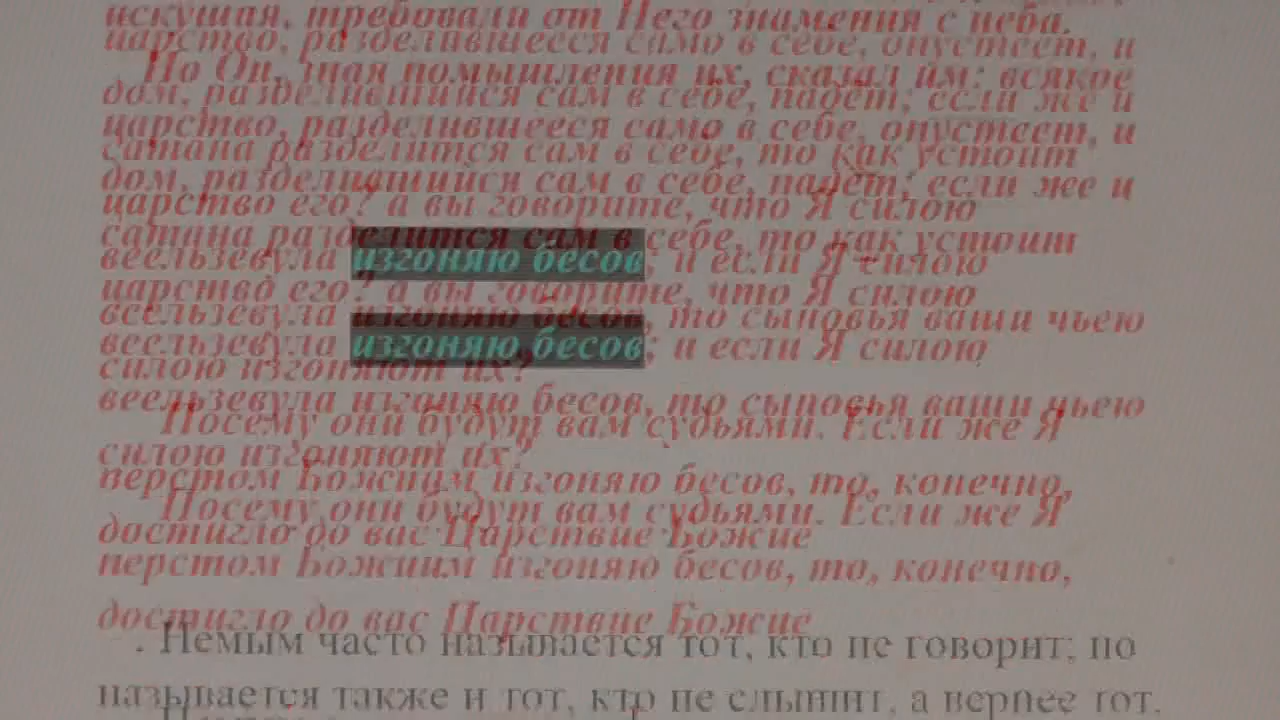 искушая, требовали от Него знамения с неба.
царство, разделившееся само в себе, опустеет, и
Но Он, зная помышления их, сказал им: всякое
дом, разделившийся сам в себе, падет; если же и
царство, разделившееся само в себе, опустеет, и
сатана разделится сам в себе, то как устоит
дом, разделившийся сам в себе, падет; если же и
царство его? а вы говорите, что Я силою
сатана разделится сам в себе, то как устоит
веельзевула изгоняю бесов; и если Я силою
царство его? а вы говорите, что Я силою
веельзевула изгоняю бесов, то сыновья ваши чьею
веельзевула изгоняю бесов; и если Я силою
силою изгоняют их?
веельзевула изгоняю бесов, то сыновья ваши чьею
Посему они будут вам судьями. Если же Я
силою изгоняют их?
перстом Божиим изгоняю бесов, то, конечно,
Посему они будут вам судьями. Если же Я
достигло до вас Царствие Божие
перстом Божиим изгоняю бесов, то, конечно,
достигло до вас Царствие Божие
. Немым часто называется тот, кто не говорит; но
называется также и тот, кто не слышит, а вернее тот,